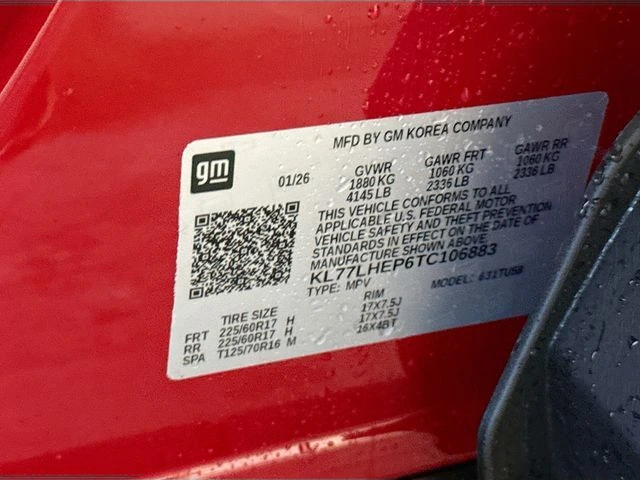 MFD BY GM KOREA COMPANY
gm
01/26
GVWR GAWR FRT GAWR RR
1880 KG 1060 KG 1060 KG
4145 LB 2336 LB 2336 LB
THIS VEHICLE CONFORMS TO ALL
APPLICABLE U.S. FEDERAL MOTOR
VEHICLE SAFETY AND THEFT PREVENTION
STANDARDS IN EFFECT ON THE DATE OF
MANUFACTURE SHOWN ABOVE
KL77LHEP6TC106883
TYPE: MPV MODEL: 631TU58
TIRE SIZE RIM
FRT 225/60R17 H 17X7.5J
RR 225/60R17 H 17X7.5J
SPA T125/70R16 M 16X4BT